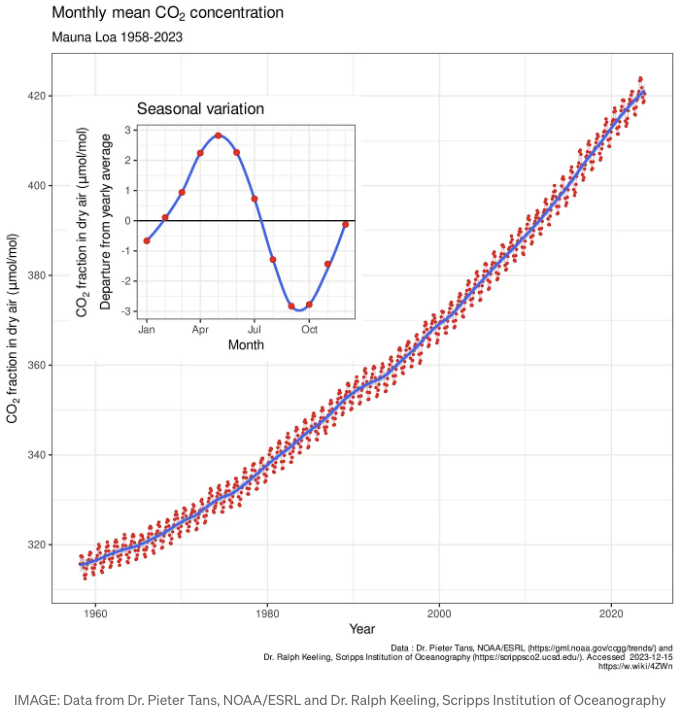 Monthly mean CO₂ concentration
Mauna Loa 1958-2023
Seasonal variation
CO₂ fraction in dry air (µmol/mol)
Departure from yearly average
3
2
1
0
-1
-2
-3
Jan
Apr
Jul
Oct
Month
CO₂ fraction in dry air (µmol/mol)
420
400
380
360
340
320
1960
1980
2000
2020
Year
Data : Dr. Pieter Tans, NOAA/ESRL (https://gml.noaa.gov/ccgg/trends/) and
Dr. Ralph Keeling, Scripps Institution of Oceanography (https://scrippsco2.ucsd.edu/). Accessed 2023-12-15
https://w.wiki/4ZWn
IMAGE: Data from Dr. Pieter Tans, NOAA/ESRL and Dr. Ralph Keeling, Scripps Institution of Oceanography